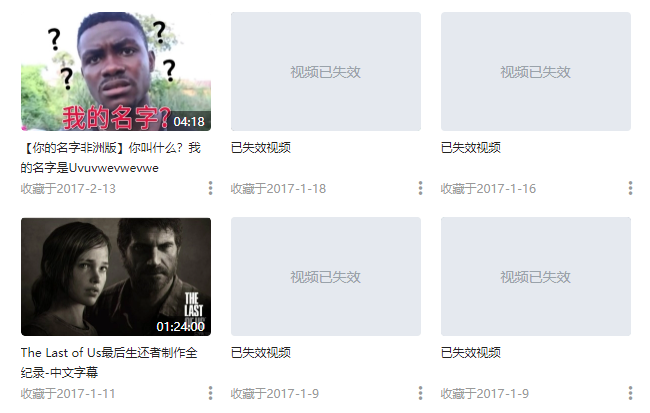 ? ?
? ?
我的名字?
04:18
视频已失效
视频已失效
【你的名字非洲版】你叫什么？我
的名字是Uvuvwevwevwe
已失效视频
已失效视频
收藏于2017-2-13
收藏于2017-1-18
收藏于2017-1-16
THE
LAST
OF US
01:24:00
视频已失效
视频已失效
The Last of Us最后生还者制作全
纪录-中文字幕
已失效视频
已失效视频
收藏于2017-1-11
收藏于2017-1-9
收藏于2017-1-9